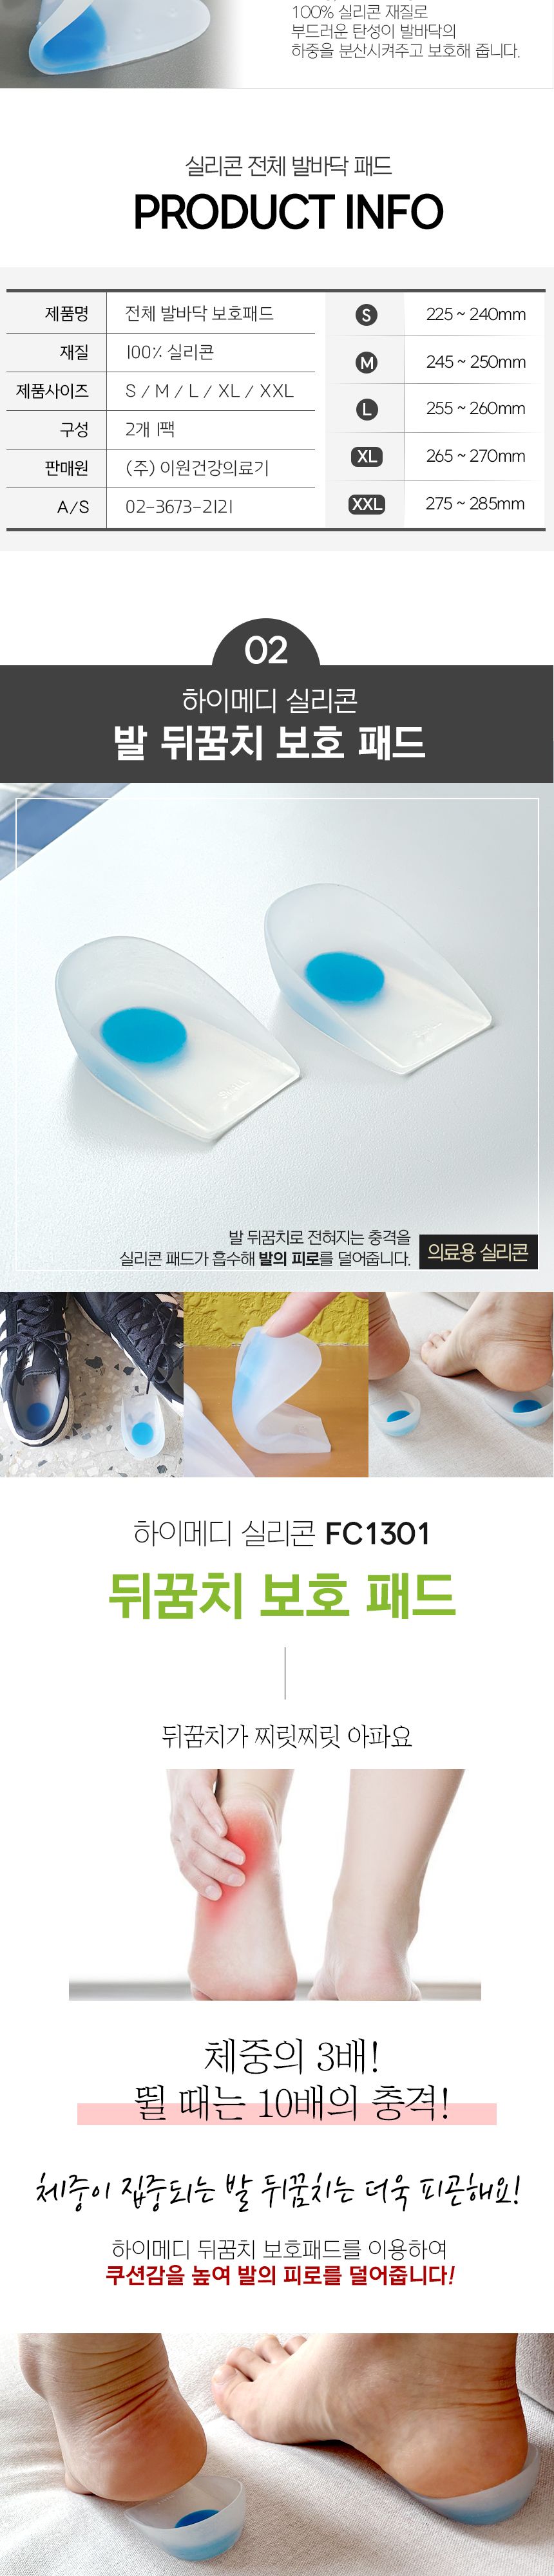 100% 실리콘 재질로
부드러운 탄성이 발바닥의
하중을 분산시켜주고 보호해 줍니다.
실리콘 전체 발바닥 패드
PRODUCT INFO
제품명 전체 발바닥 보호패드
재질 100% 실리콘
제품사이즈 S / M / L / XL / XXL
구성 2개 1팩
판매원 (주) 이원건강의료기
A/S 02-3673-2121
S 225 ~ 240mm
M 245 ~ 250mm
L 255 ~ 260mm
XL 265 ~ 270mm
XXL 275 ~ 285mm
02
하이메디 실리콘
발 뒤꿈치 보호 패드
발 뒤꿈치로 전혀지는 충격을
실리콘 패드가 흡수해 발의 피로를 덜어줍니다.
의료용 실리콘
하이메디 실리콘 FC1301
뒤꿈치 보호 패드
뒤꿈치가 찌릿찌릿 아파요
체중의 3배!
뛸 때는 10배의 충격!
체중이 집중되는 발 뒤꿈치는 더욱 피곤해요!
하이메디 뒤꿈치 보호패드를 이용하여
쿠션감을 높여 발의 피로를 덜어줍니다!